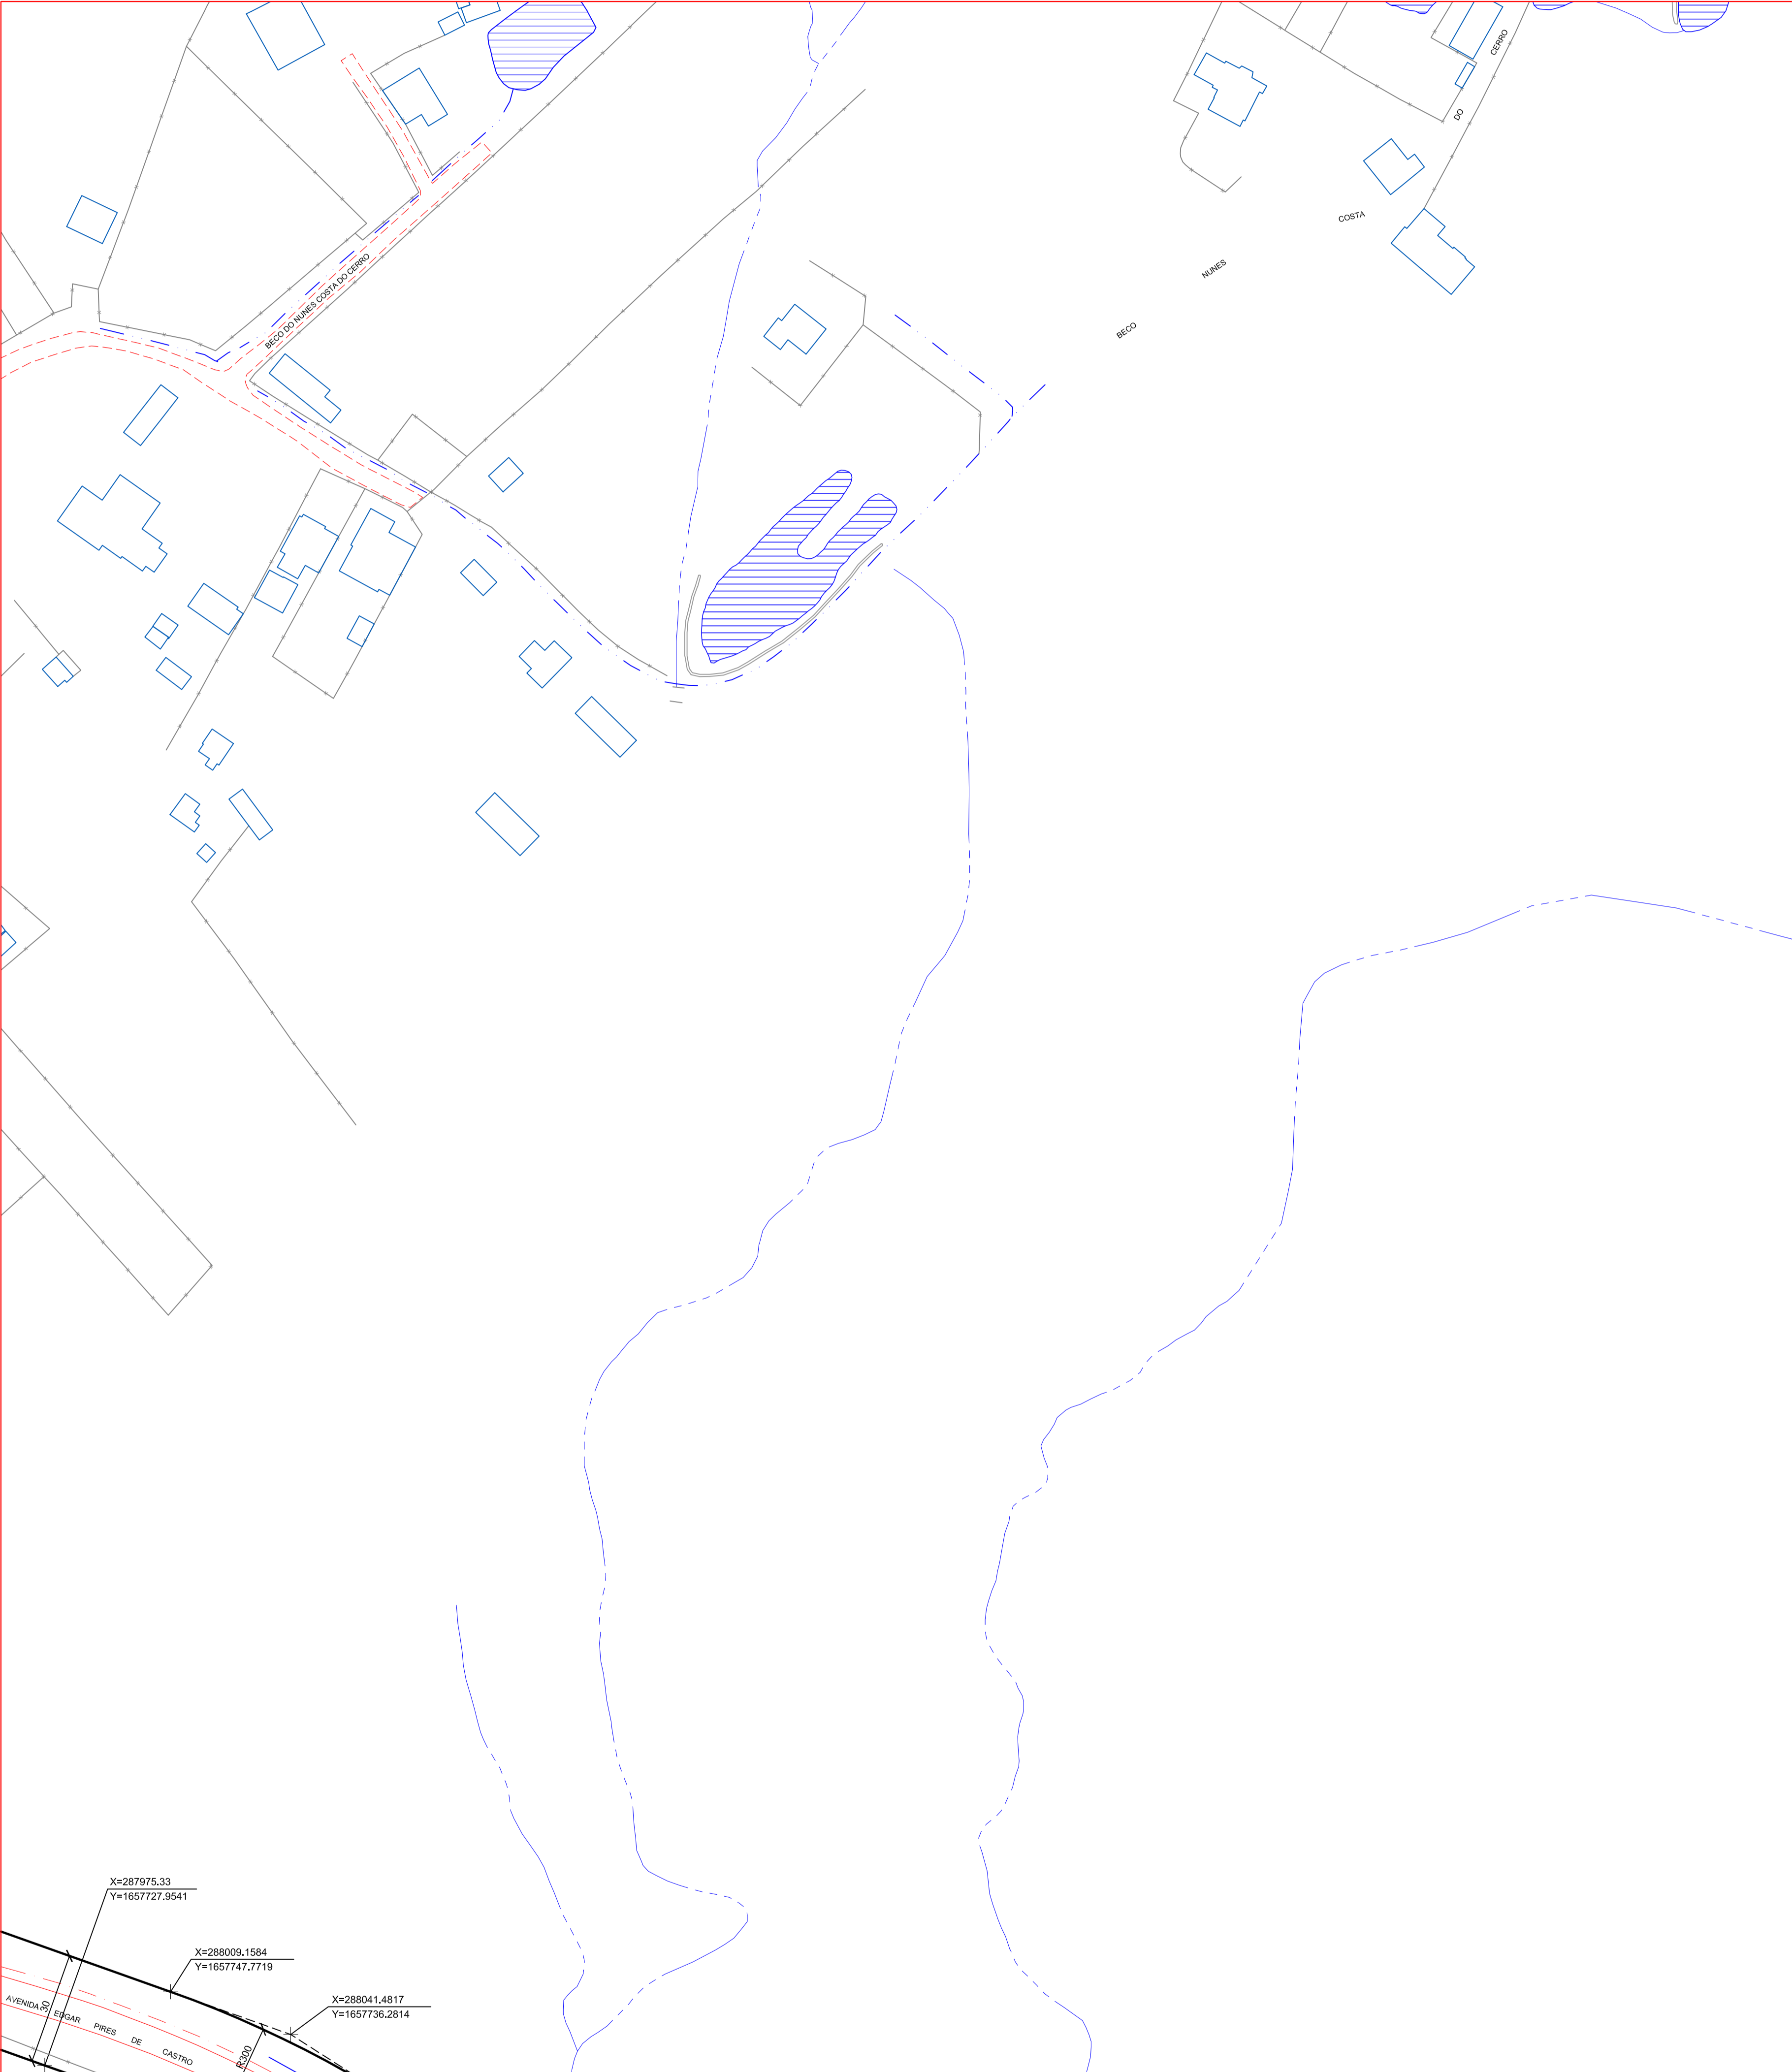 CERRO
DO
COSTA
NUNES
BECO
BECO DO NUNES COSTA DO CERRO
X=287975.33
Y=1657727.9541
X=288009.1584
Y=1657747.7719
X=288041.4817
Y=1657736.2814
AVENIDA EDGAR PIRES DE CASTRO
30
R300